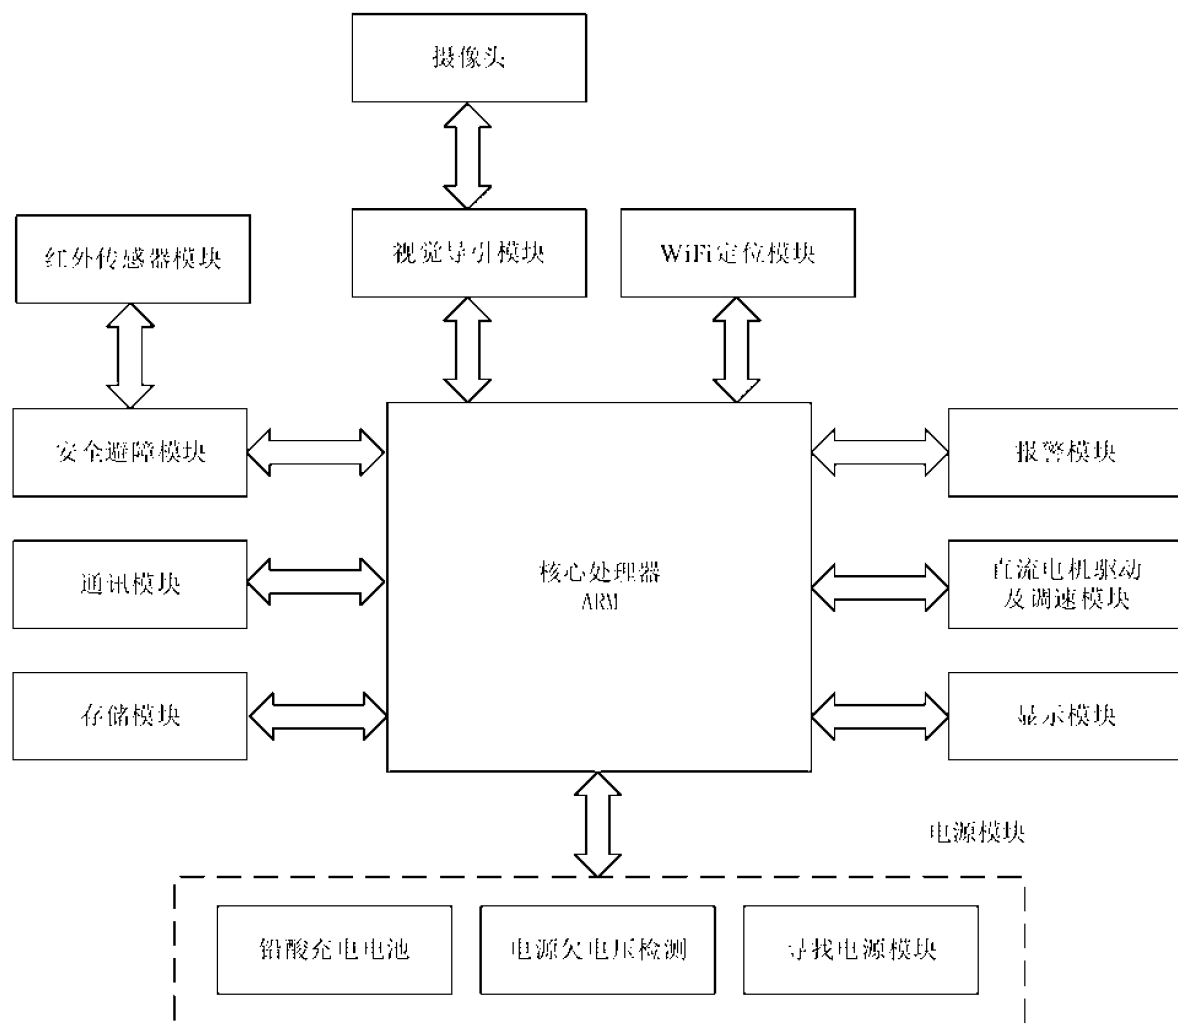 摄像头
红外传感器模块
视觉导引模块
WiFi定位模块
安全避障模块
报警模块
通讯模块
核心处理器
ARM
直流电机驱动
及调速模块
存储模块
显示模块
电源模块
铅酸充电电池
电源欠电压检测
寻找电源模块